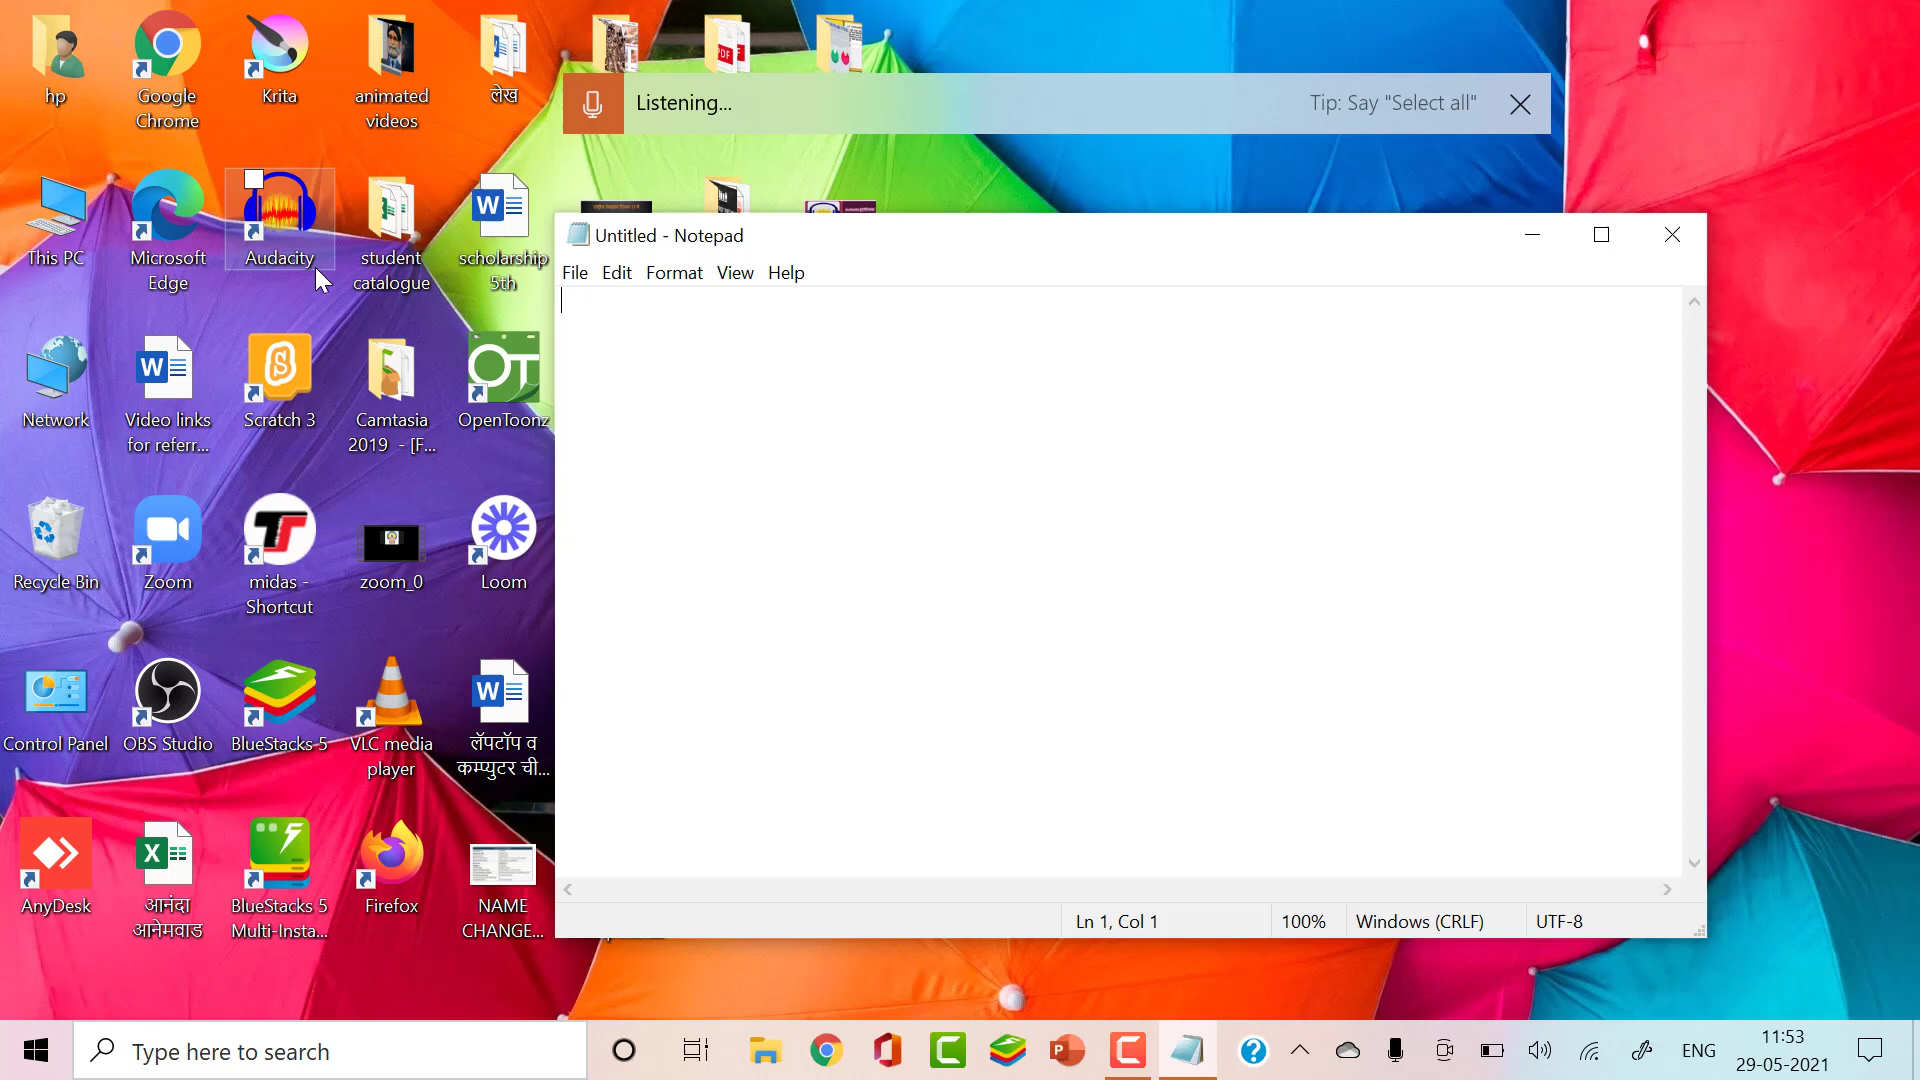 hp
Google
Chrome
Krita
animated
videos
लेख
Listening...
Tip: Say "Select all"
This PC
Microsoft
Edge
Audacity
student
catalogue
scholarship
5th
Untitled - Notepad
File Edit Format View Help
Network
Video links
for referr...
Scratch 3
Camtasia
2019 - [F...
OpenToonz
Recycle Bin
Zoom
midas -
Shortcut
zoom_0
Loom
Control Panel
OBS Studio
BlueStacks 5
VLC media
player
लॅपटॉप व
कम्प्युटर ची...
AnyDesk
आनंदा
आनेमवाड
BlueStacks 5
Multi-Insta...
Firefox
NAME
CHANGE...
Ln 1, Col 1
100%
Windows (CRLF)
UTF-8
Type here to search
ENG
11:53
29-05-2021